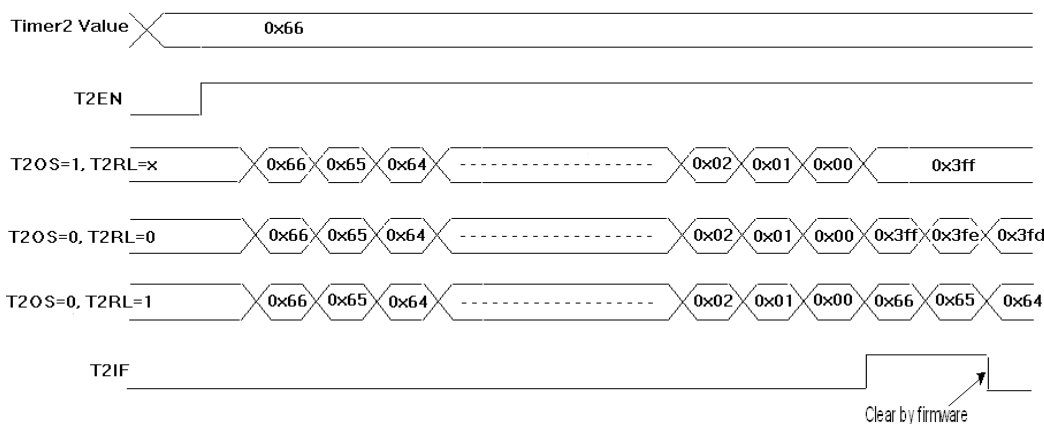 Timer2 Value 0x66
T2EN
T2OS=1, T2RL=x 0x66 0x65 0x64 0x02 0x01 0x00 0x3ff
T2OS=0, T2RL=0 0x66 0x65 0x64 0x02 0x01 0x00 0x3ff 0x3fe 0x3fd
T2OS=0, T2RL=1 0x66 0x65 0x64 0x02 0x01 0x00 0x66 0x65 0x64
T2IF
Clear by firmware